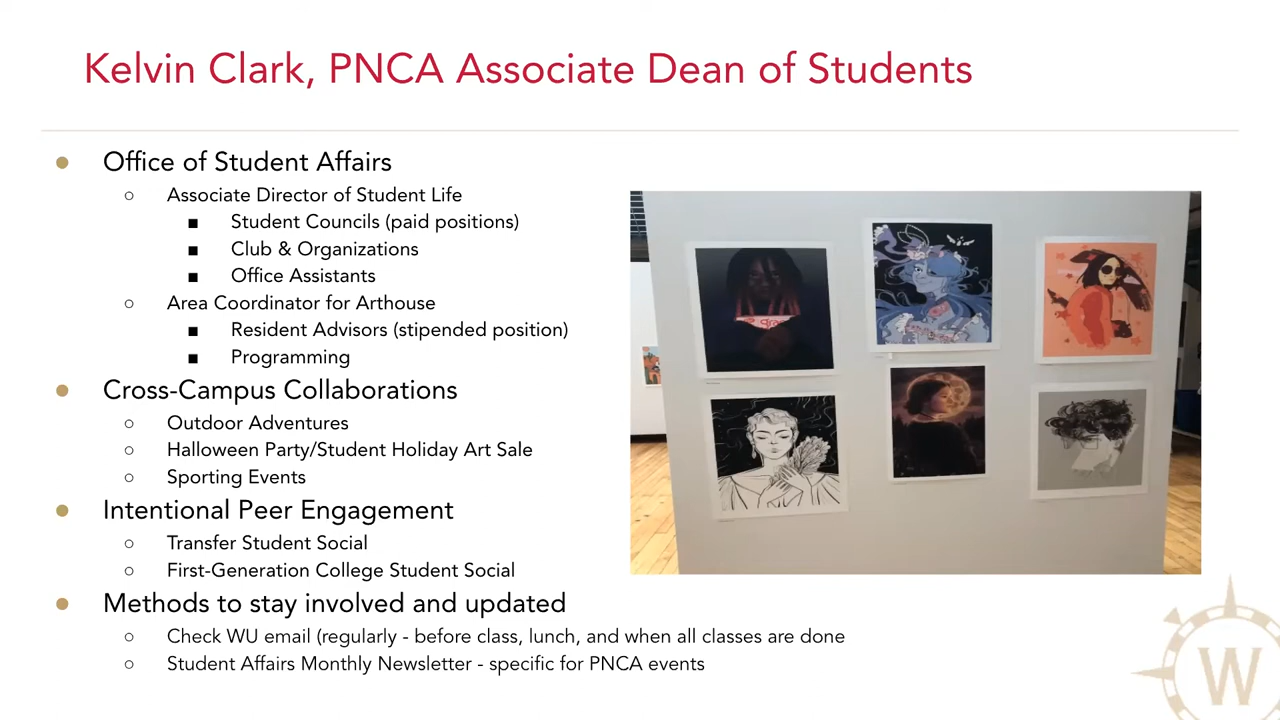 Kelvin Clark, PNCA Associate Dean of Students
Office of Student Affairs
Associate Director of Student Life
Student Councils (paid positions)
Club & Organizations
Office Assistants
Area Coordinator for Arthouse
Resident Advisors (stipended position)
Programming
Cross-Campus Collaborations
Outdoor Adventures
Halloween Party/Student Holiday Art Sale
Sporting Events
Intentional Peer Engagement
Transfer Student Social
First-Generation College Student Social
Methods to stay involved and updated
Check WU email (regularly - before class, lunch, and when all classes are done
Student Affairs Monthly Newsletter - specific for PNCA events
W